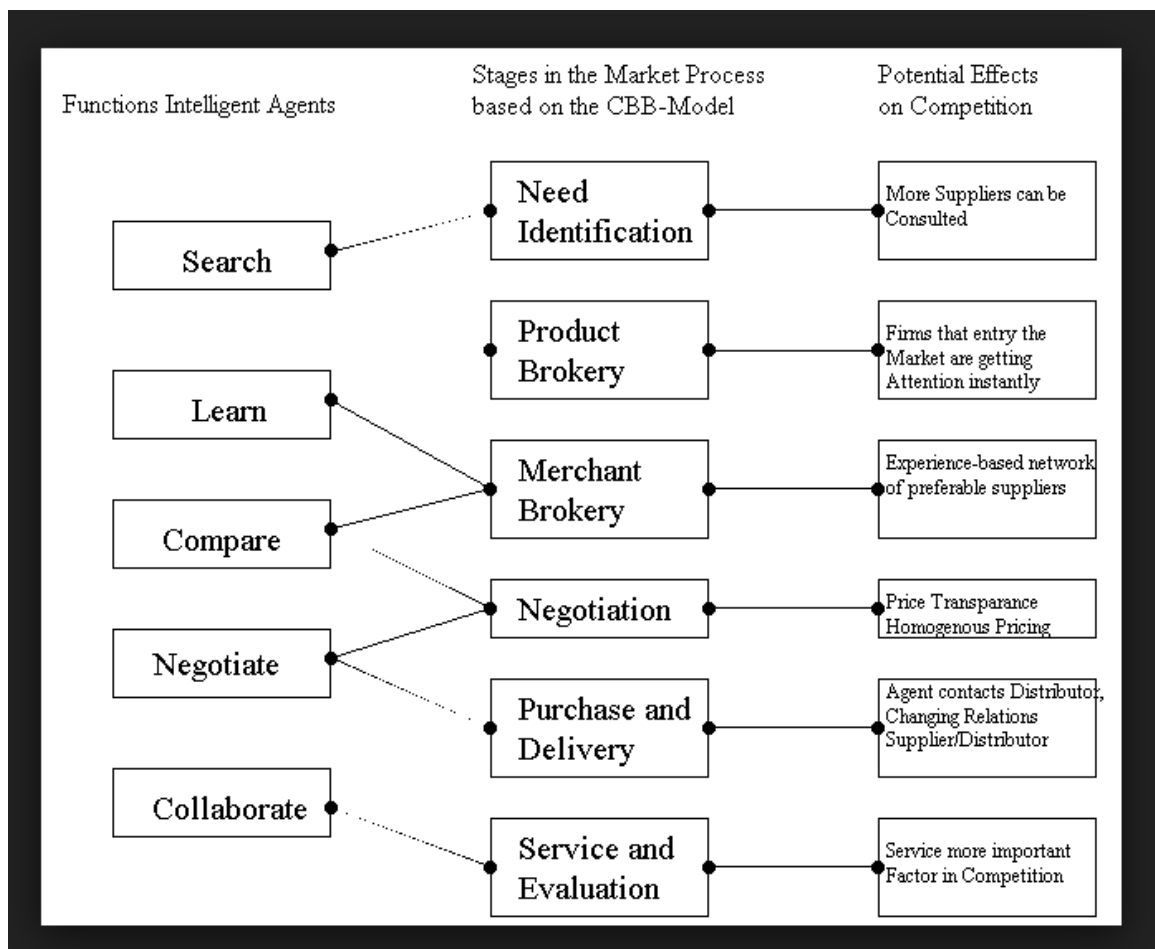 Functions Intelligent Agents
Stages in the Market Process
based on the CBB-Model
Potential Effects
on Competition
Search
Learn
Compare
Negotiate
Collaborate
Need
Identification
Product
Brokery
Merchant
Brokery
Negotiation
Purchase and
Delivery
Service and
Evaluation
More Suppliers can be
Consulted
Firms that entry the
Market are getting
Attention instantly
Experience-based network
of preferable suppliers
Price Transparance
Homogenous Pricing
Agent contacts Distributor,
Changing Relations
Supplier/Distributor
Service more important
Factor in Competition